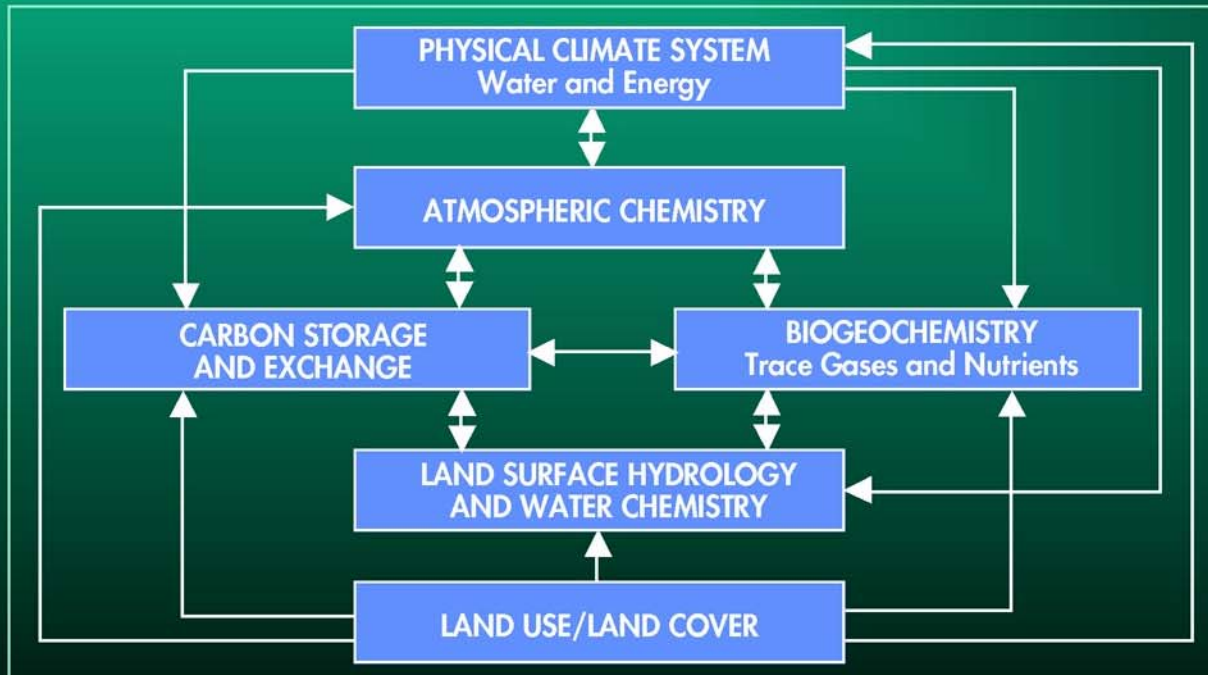 PHYSICAL CLIMATE SYSTEM
Water and Energy
ATMOSPHERIC CHEMISTRY
CARBON STORAGE
AND EXCHANGE
BIOGEOCHEMISTRY
Trace Gases and Nutrients
LAND SURFACE HYDROLOGY
AND WATER CHEMISTRY
LAND USE/LAND COVER